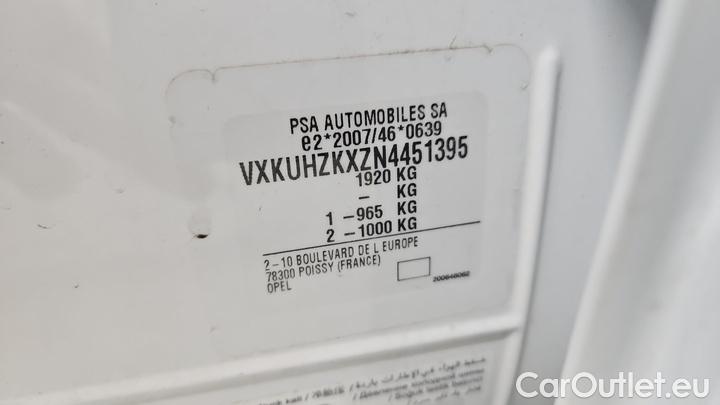 PSA AUTOMOBILES SA
e2*2007/46*0639
VXKUHZKXZN4451395
1920 KG
- KG
1 -965 KG
2 -1000 KG
2-10 BOULEVARD DE L EUROPE
78300 POISSY (FRANCE)
OPEL
200646062
CarOutlet.eu